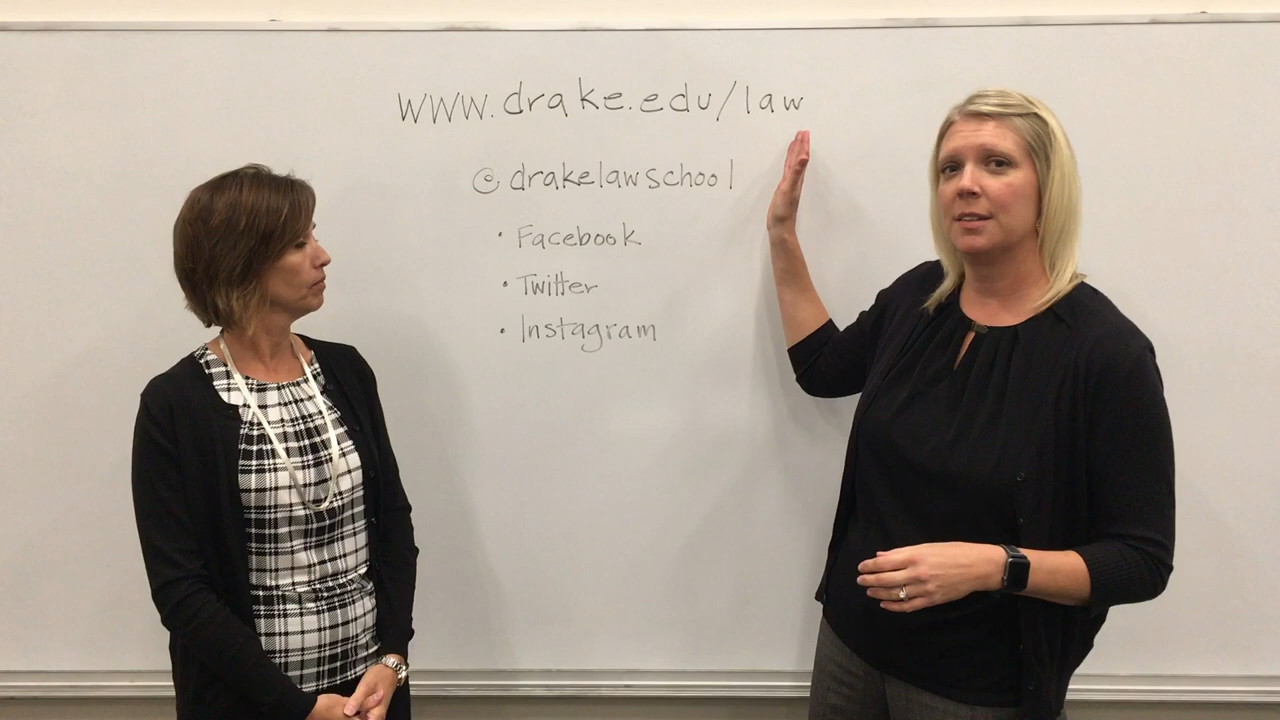 www.drake.edu/law
@drakelawschool
• Facebook
• Twitter
• Instagram